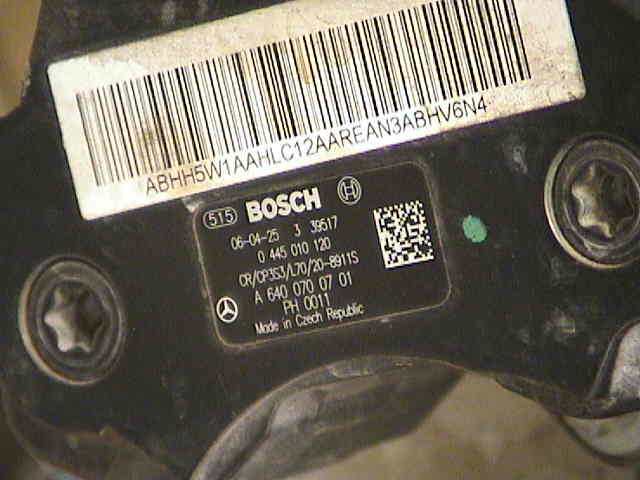 ABHH5W1AAHLC12AAREAN3ABHV6N4
515 BOSCH
06-04-25 3 39517
0 445 010 120
CR/CP3S3/L70/20-8911S
A 640 070 07 01
PH 0011
Made in Czech Republic